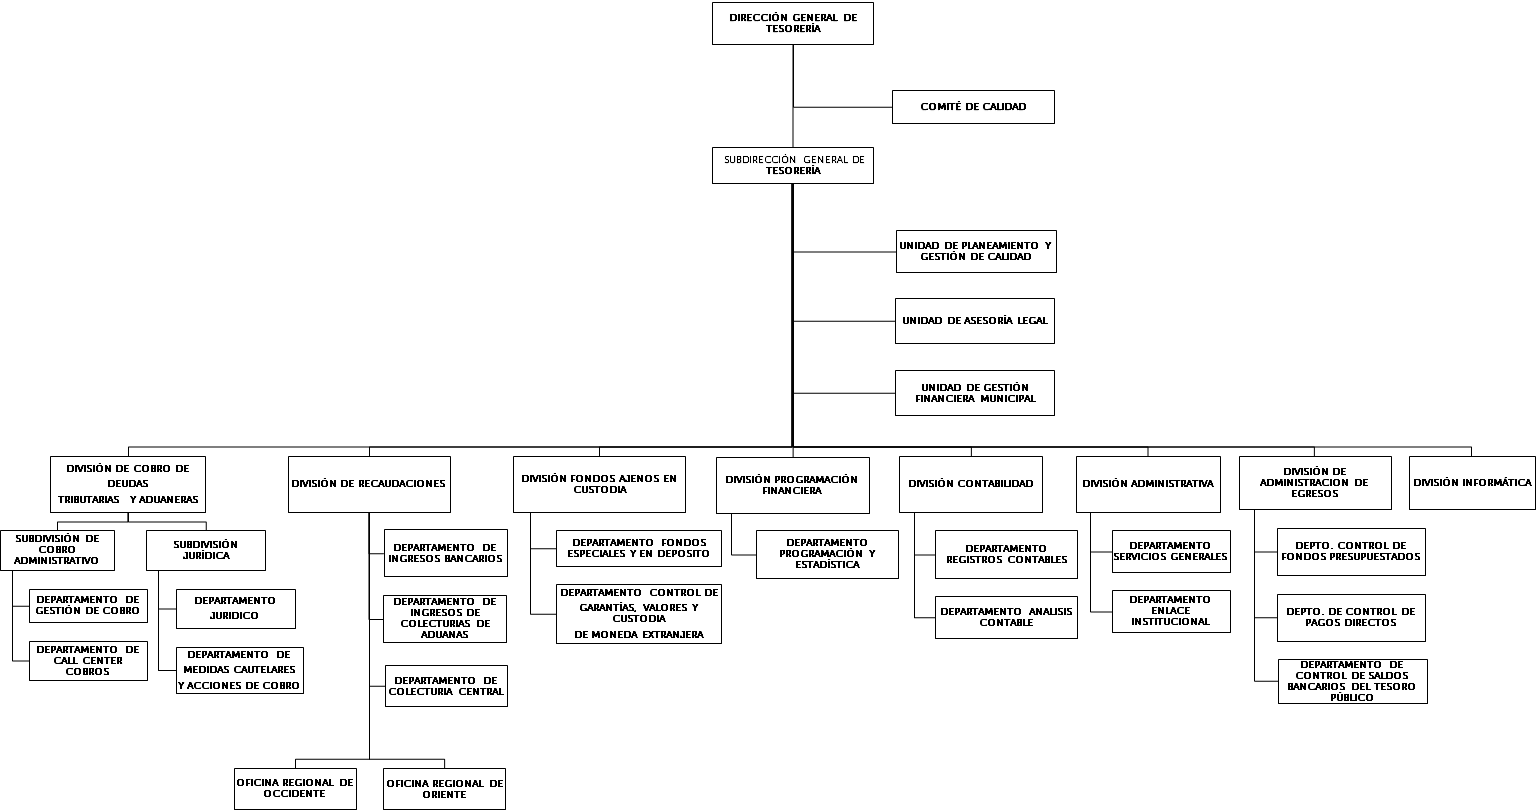 DIRECCIÓN GENERAL DE
TESORERÍA
COMITÉ DE CALIDAD
SUBDIRECCIÓN GENERAL DE
TESORERÍA
UNIDAD DE PLANEAMIENTO Y
GESTIÓN DE CALIDAD
UNIDAD DE ASESORÍA LEGAL
UNIDAD DE GESTIÓN
FINANCIERA MUNICIPAL
DIVISIÓN DE COBRO DE
DEUDAS
TRIBUTARIAS Y ADUANERAS
SUBDIVISIÓN DE
COBRO
ADMINISTRATIVO
DEPARTAMENTO DE
GESTIÓN DE COBRO
DEPARTAMENTO DE
CALL CENTER
COBROS
SUBDIVISIÓN
JURÍDICA
DEPARTAMENTO
JURIDICO
DEPARTAMENTO DE
MEDIDAS CAUTELARES
Y ACCIONES DE COBRO
DIVISIÓN DE RECAUDACIONES
DEPARTAMENTO DE
INGRESOS BANCARIOS
DEPARTAMENTO DE
INGRESOS DE
COLECTURIAS DE
ADUANAS
DEPARTAMENTO DE
COLECTURIA CENTRAL
OFICINA REGIONAL DE
OCCIDENTE
OFICINA REGIONAL DE
ORIENTE
DIVISIÓN FONDOS AJENOS EN
CUSTODIA
DEPARTAMENTO FONDOS
ESPECIALES Y EN DEPOSITO
DEPARTAMENTO CONTROL DE
GARANTÍAS, VALORES Y
CUSTODIA
DE MONEDA EXTRANJERA
DIVISIÓN PROGRAMACIÓN
FINANCIERA
DEPARTAMENTO
PROGRAMACIÓN Y
ESTADÍSTICA
DIVISIÓN CONTABILIDAD
DEPARTAMENTO
REGISTROS CONTABLES
DEPARTAMENTO ANALISIS
CONTABLE
DIVISIÓN ADMINISTRATIVA
DEPARTAMENTO
SERVICIOS GENERALES
DEPARTAMENTO
ENLACE
INSTITUCIONAL
DIVISIÓN DE
ADMINISTRACION DE
EGRESOS
DEPTO. CONTROL DE
FONDOS PRESUPUESTADOS
DEPTO. DE CONTROL DE
PAGOS DIRECTOS
DEPARTAMENTO DE
CONTROL DE SALDOS
BANCARIOS DEL TESORO
PÚBLICO
DIVISIÓN INFORMÁTICA